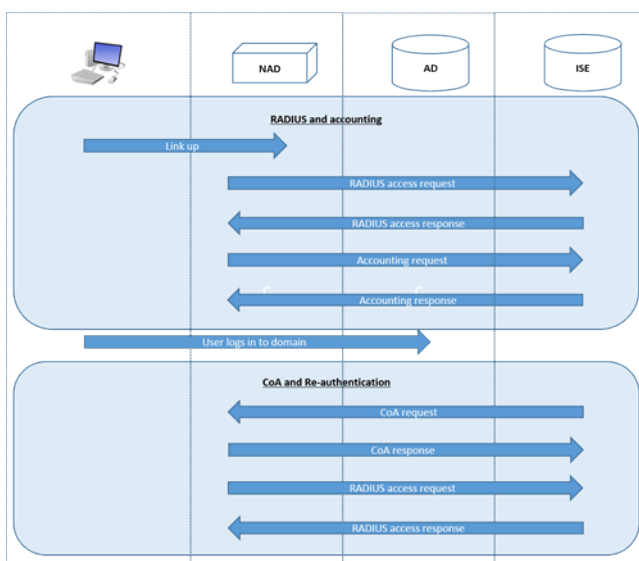 NAD
AD
ISE
RADIUS and accounting
Link up
RADIUS access request
RADIUS access response
Accounting request
Accounting response
User logs in to domain
CoA and Re-authentication
CoA request
CoA response
RADIUS access request
RADIUS access response